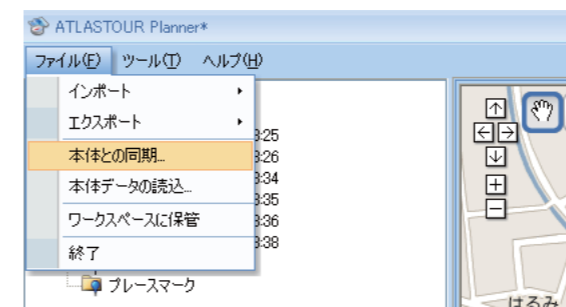 ATLASTOUR Planner*
ファイル(F) ツール(T) ヘルプ(H)
インポート
エクスポート
本体との同期...
本体データの読込...
ワークスペースに保管
終了
3:25
3:26
3:34
3:35
3:36
3:38
プレースマーク
はるみ